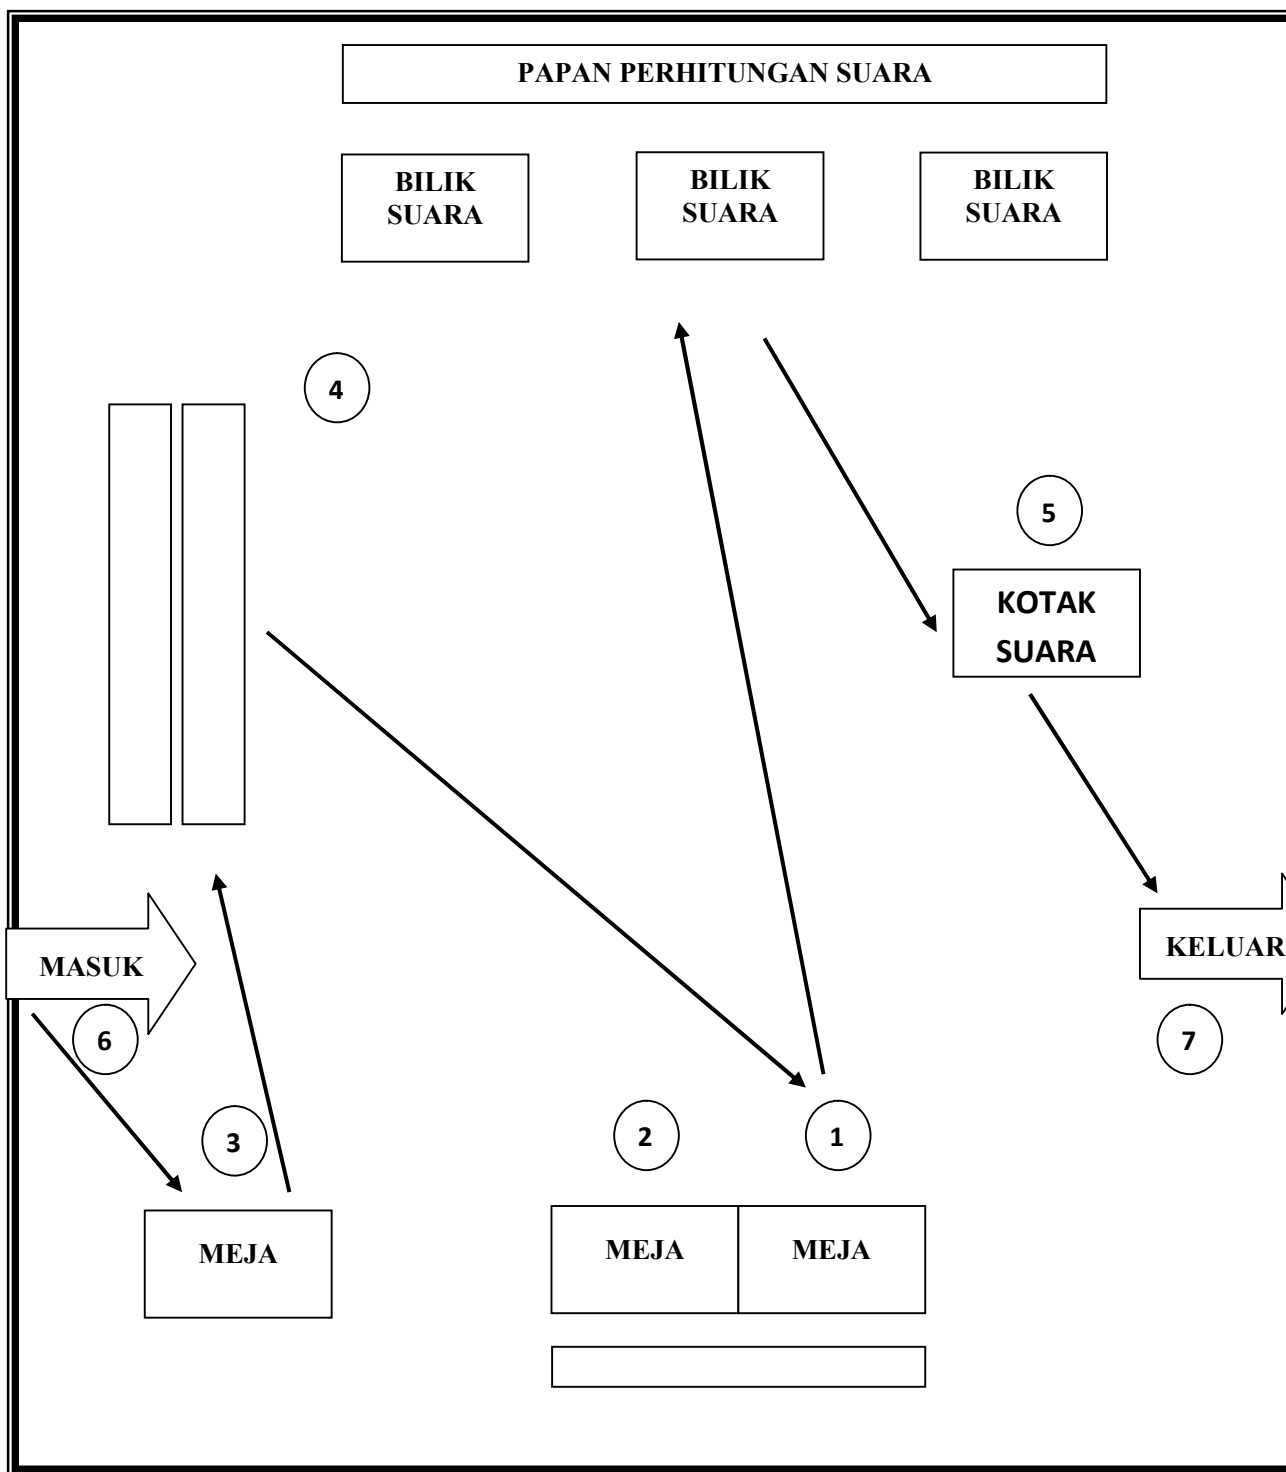 PAPAN PERHITUNGAN SUARA
BILIK
SUARA
BILIK
SUARA
BILIK
SUARA
4
5
KOTAK
SUARA
MASUK
KELUAR
6
7
3
2
1
MEJA
MEJA
MEJA